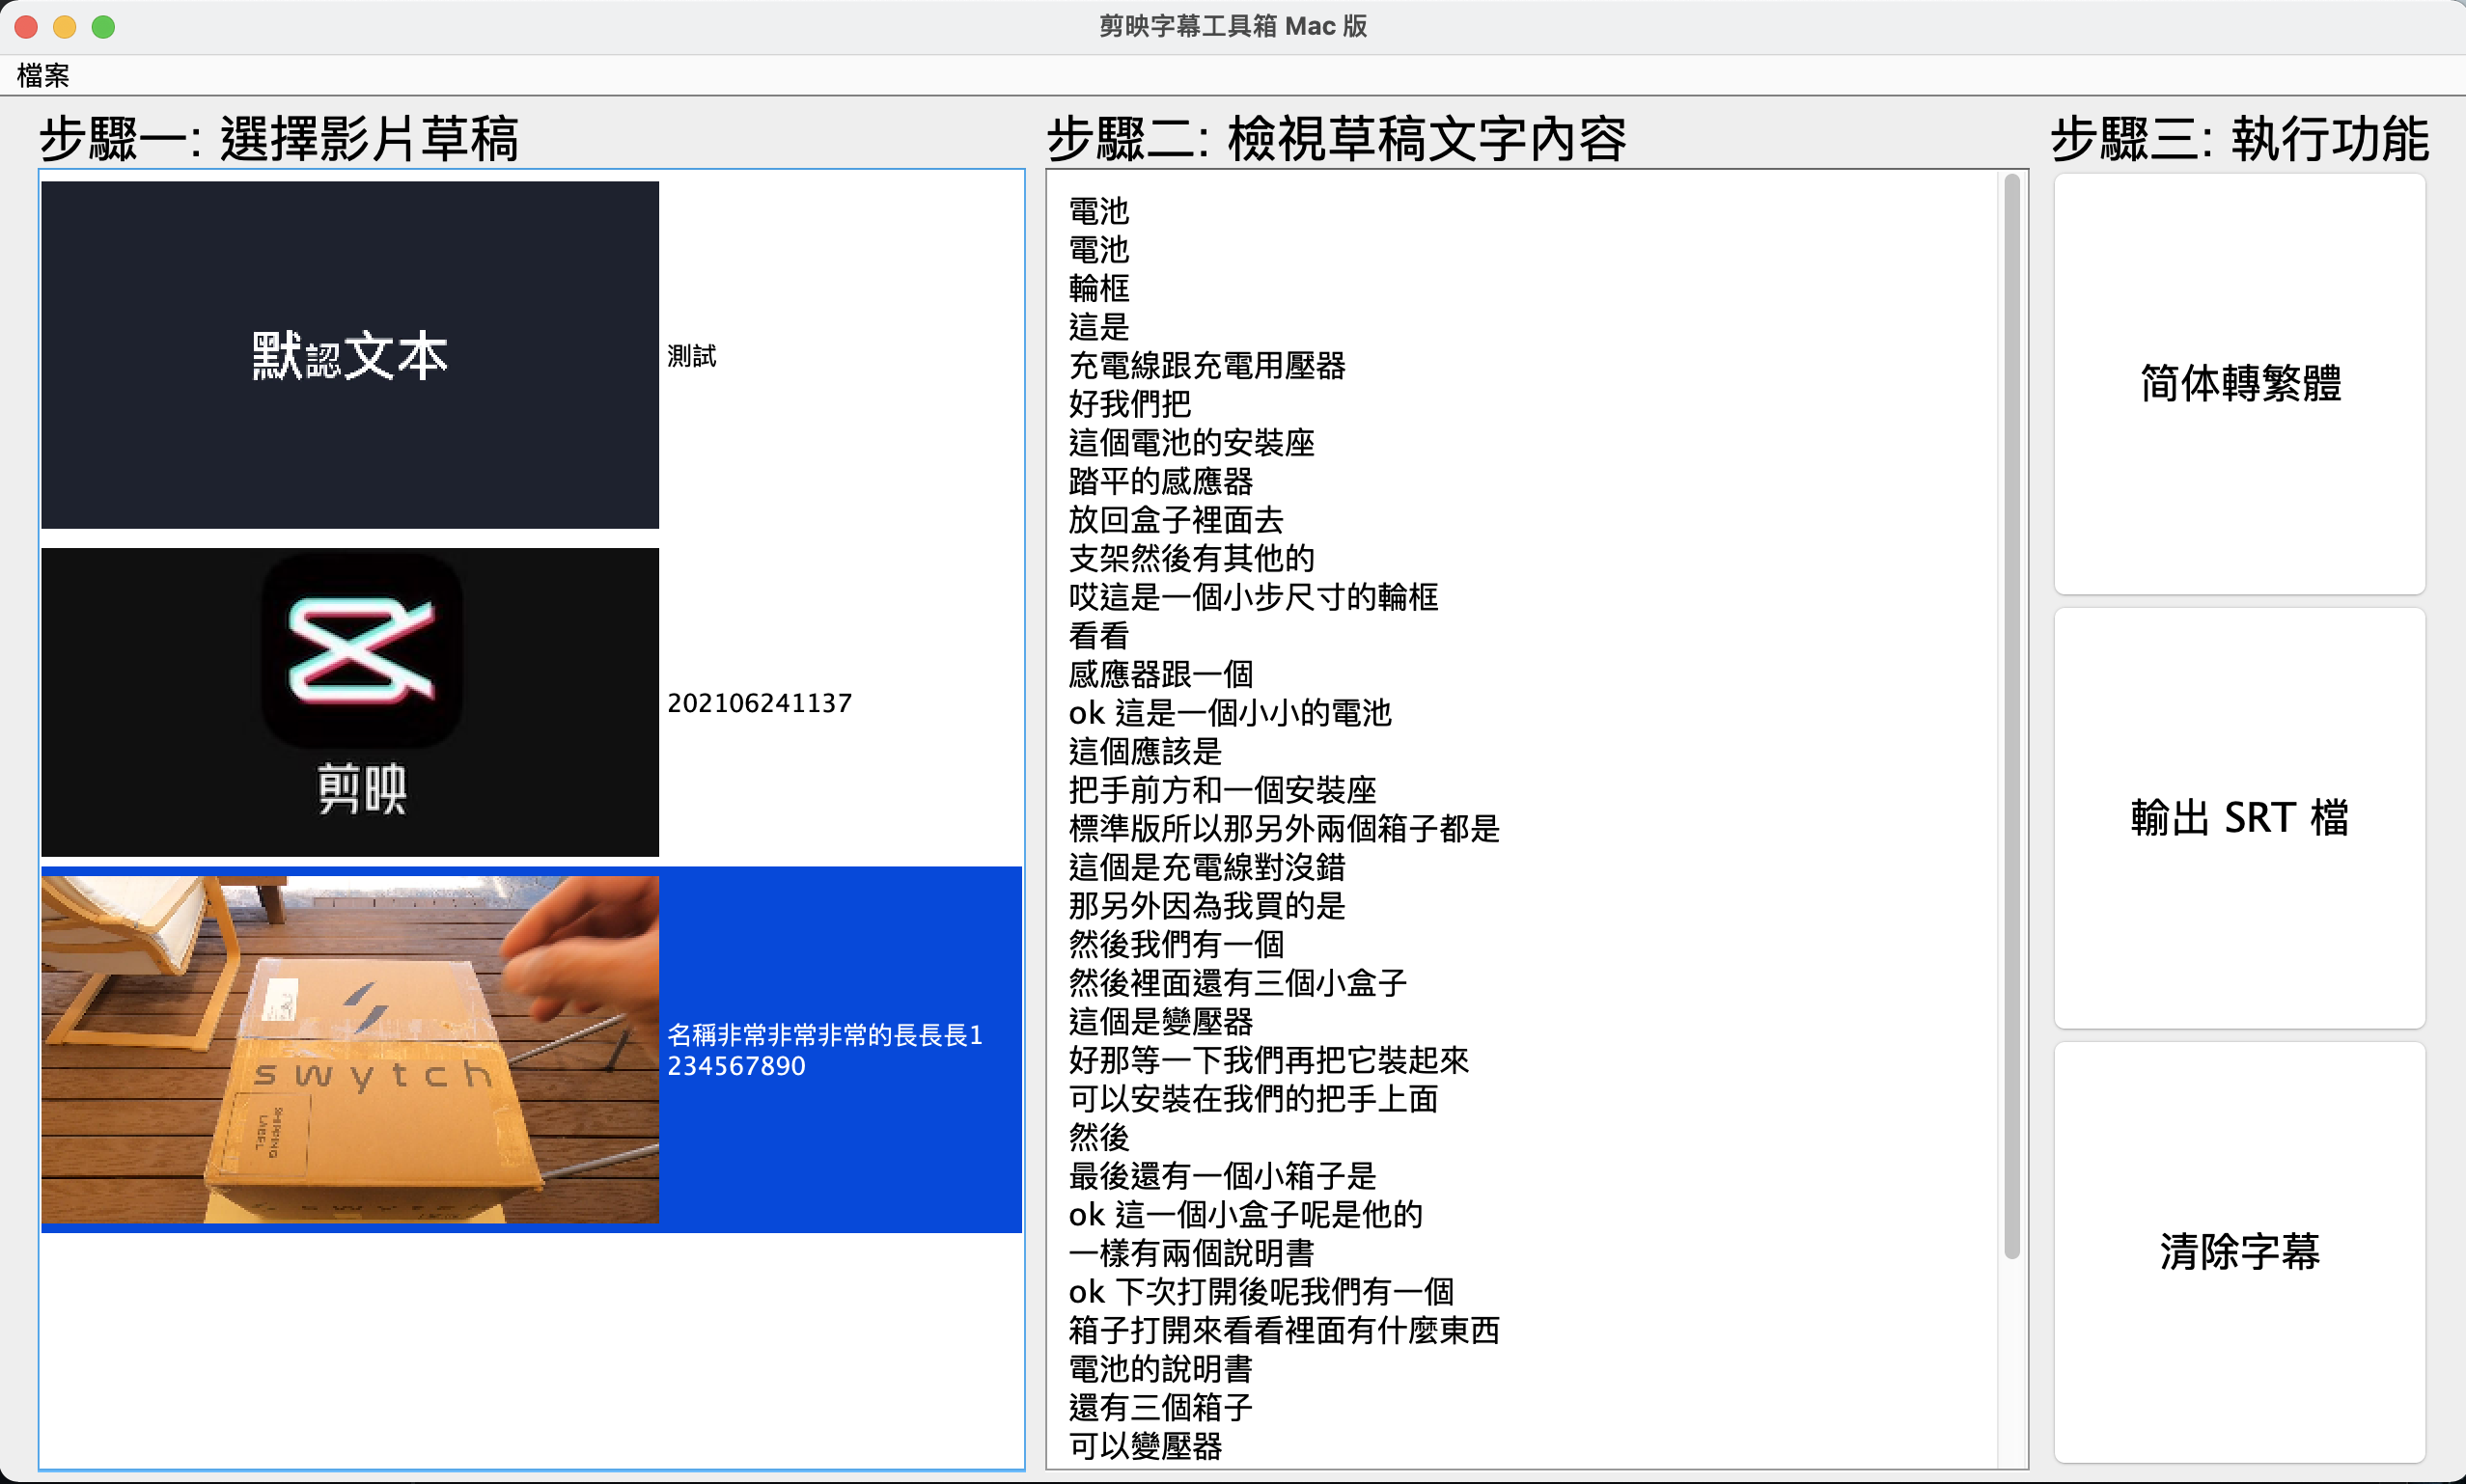 剪映字幕工具箱 Mac 版
檔案
步驟一: 選擇影片草稿
默認文本
測試
剪映
202106241137
swytch
SHIPPING
LABEL
名稱非常非常非常的長長長1
234567890
步驟二: 檢視草稿文字內容
電池
電池
輪框
這是
充電線跟充電用壓器
好我們把
這個電池的安裝座
踏平的感應器
放回盒子裡面去
支架然後有其他的
哎這是一個小步尺寸的輪框
看看
感應器跟一個
ok 這是一個小小的電池
這個應該是
把手前方和一個安裝座
標準版所以那另外兩個箱子都是
這個是充電線對沒錯
那另外因為我買的是
然後我們有一個
然後裡面還有三個小盒子
這個是變壓器
好那等一下我們再把它裝起來
可以安裝在我們的把手上面
然後
最後還有一個小箱子是
ok 這一個小盒子呢是他的
一樣有兩個說明書
ok 下次打開後呢我們有一個
箱子打開來看看裡面有什麼東西
電池的說明書
還有三個箱子
可以變壓器
步驟三: 執行功能
简体轉繁體
輸出 SRT 檔
清除字幕